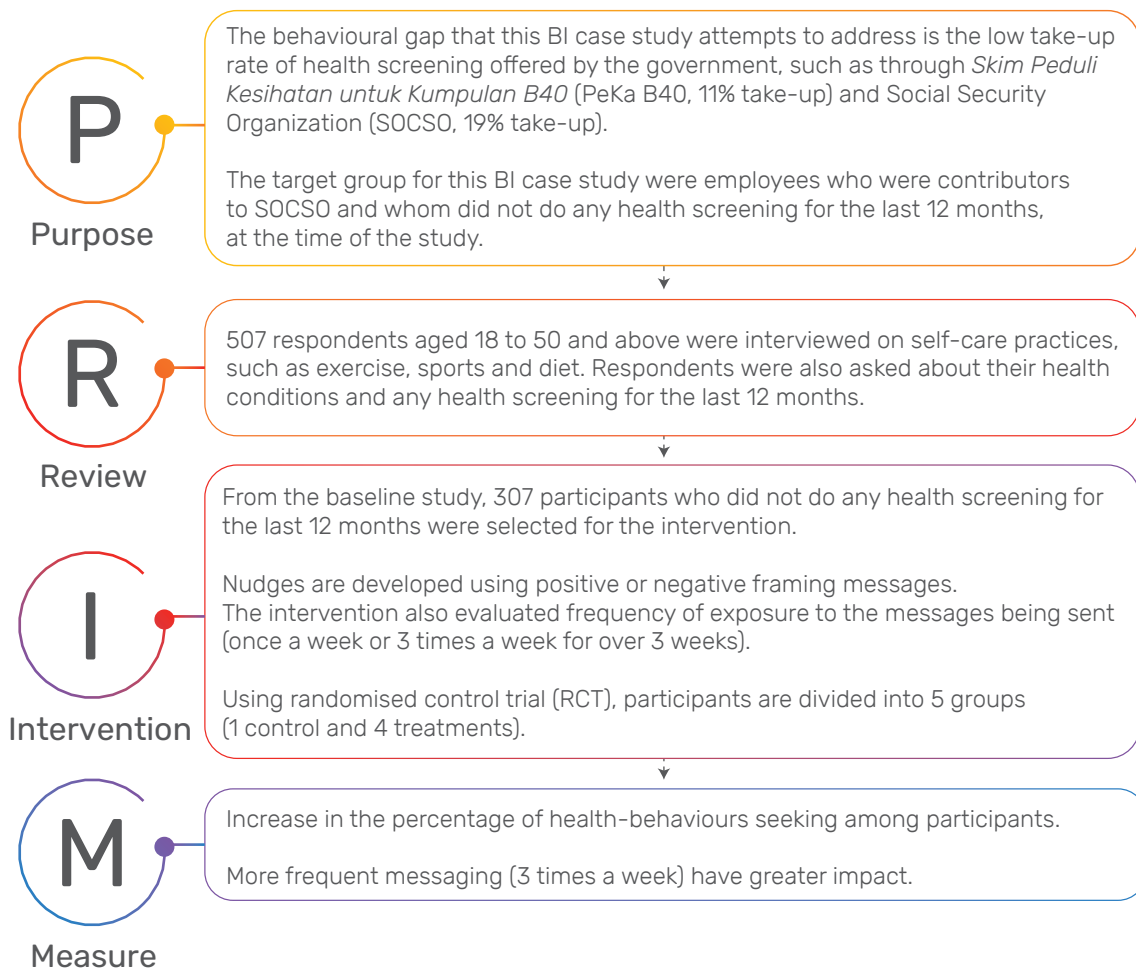 P
Purpose
The behavioural gap that this BI case study attempts to address is the low take-up
rate of health screening offered by the government, such as through Skim Peduli
Kesihatan untuk Kumpulan B40 (PeKa B40, 11% take-up) and Social Security
Organization (SOCSO, 19% take-up).
The target group for this BI case study were employees who were contributors
to SOCSO and whom did not do any health screening for the last 12 months,
at the time of the study.
R
Review
507 respondents aged 18 to 50 and above were interviewed on self-care practices,
such as exercise, sports and diet. Respondents were also asked about their health
conditions and any health screening for the last 12 months.
I
Intervention
From the baseline study, 307 participants who did not do any health screening for
the last 12 months were selected for the intervention.
Nudges are developed using positive or negative framing messages.
The intervention also evaluated frequency of exposure to the messages being sent
(once a week or 3 times a week for over 3 weeks).
Using randomised control trial (RCT), participants are divided into 5 groups
(1 control and 4 treatments).
M
Measure
Increase in the percentage of health-behaviours seeking among participants.
More frequent messaging (3 times a week) have greater impact.